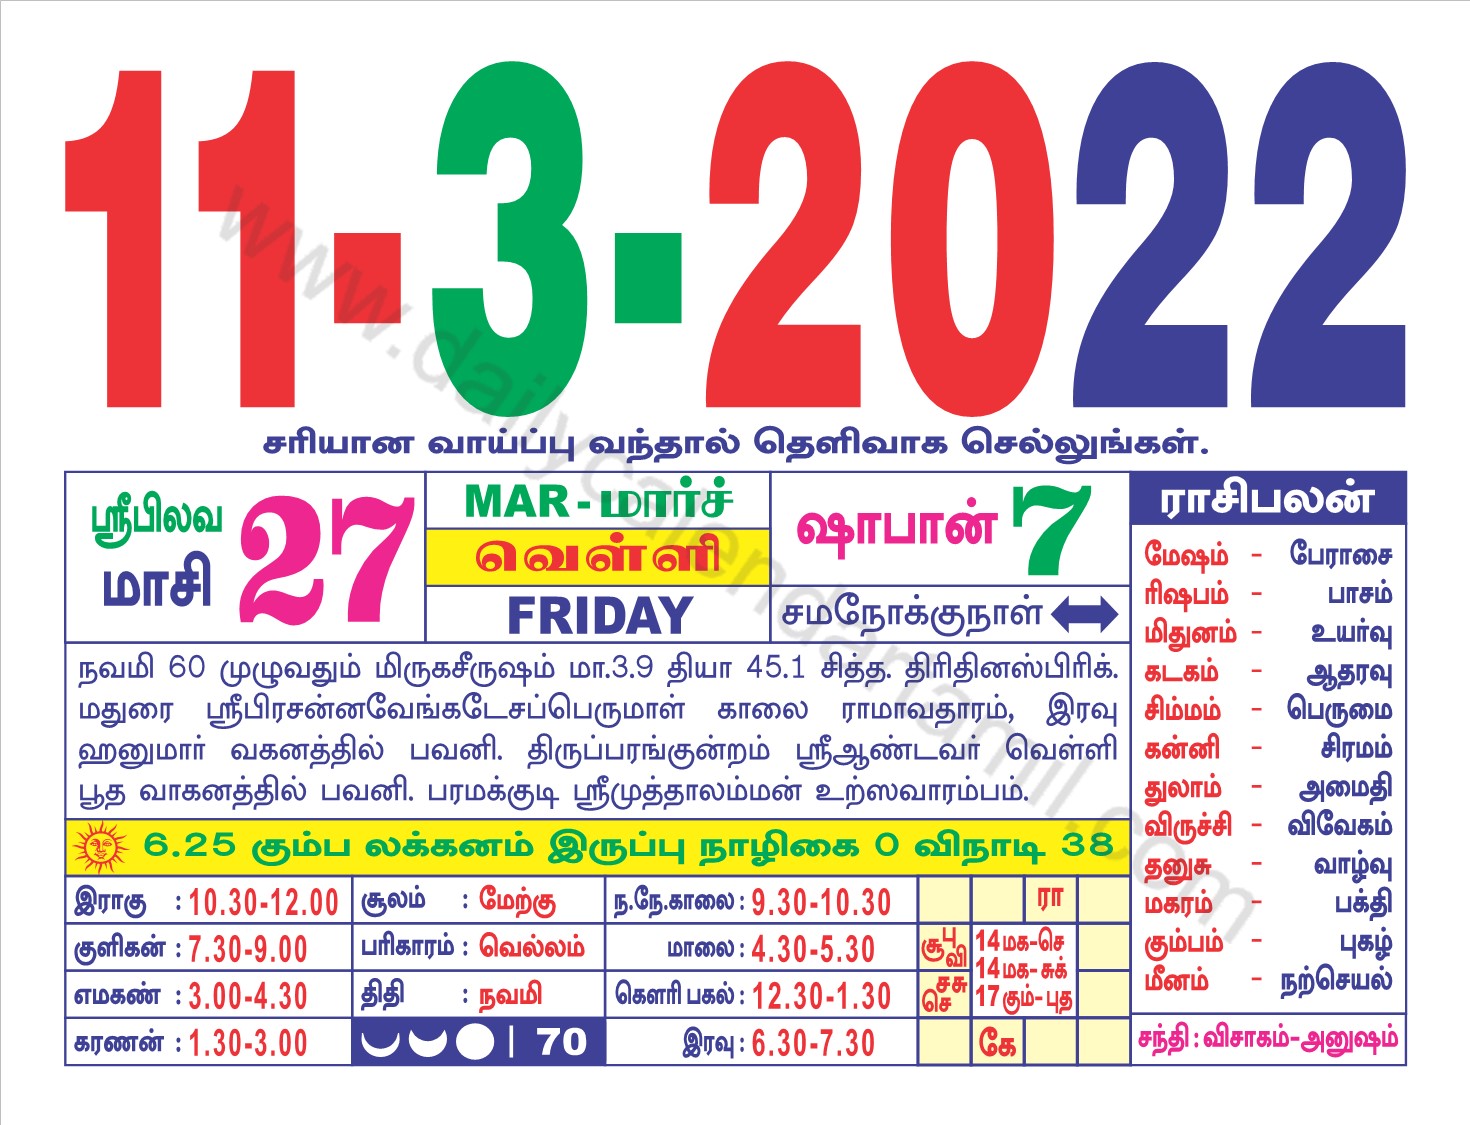 11-3-2022
சரியான வாய்ப்பு வந்தால் தெளிவாக செல்லுங்கள்.
ஸ்ரீபிலவ
மாசி 27
MAR - மார்ச்
வெள்ளி
FRIDAY
ஷாபான் 7
சமநோக்குநாள்
நவமி 60 முழுவதும் மிருகசீருஷம் மா.3.9 தியா 45.1 சித்த. திரிதினஸ்பிரிக்.
மதுரை ஸ்ரீபிரசன்னவேங்கடேசப்பெருமாள் காலை ராமாவதாரம், இரவு
ஹனுமார் வகனத்தில் பவனி. திருப்பரங்குன்றம் ஸ்ரீஆண்டவர் வெள்ளி
பூத வாகனத்தில் பவனி. பரமக்குடி ஸ்ரீமுத்தாலம்மன் உற்ஸவாரம்பம்.
6.25 கும்ப லக்கனம் இருப்பு நாழிகை 0 விநாடி 38
இராகு : 10.30-12.00
குளிகன் : 7.30-9.00
எமகண் : 3.00-4.30
கரணன் : 1.30-3.00
சூலம் : மேற்கு
பரிகாரம் : வெல்லம்
திதி : நவமி
| 70
ந.நே.காலை : 9.30-10.30
மாலை : 4.30-5.30
கௌரி பகல் : 12.30-1.30
இரவு : 6.30-7.30
ரா
சூ பு வி
14 மக-செ
14 மக-சுக்
17 கும்-புத
சசு
செ
கே
ராசிபலன்
மேஷம் - பேராசை
ரிஷபம் - பாசம்
மிதுனம் - உயர்வு
கடகம் - ஆதரவு
சிம்மம் - பெருமை
கன்னி - சிரமம்
துலாம் - அமைதி
விருச்சி - விவேகம்
தனுசு - வாழ்வு
மகரம் - பக்தி
கும்பம் - புகழ்
மீனம் - நற்செயல்
சந்தி : விசாகம்-அனுஷம்
www.dailycalendartamil.com